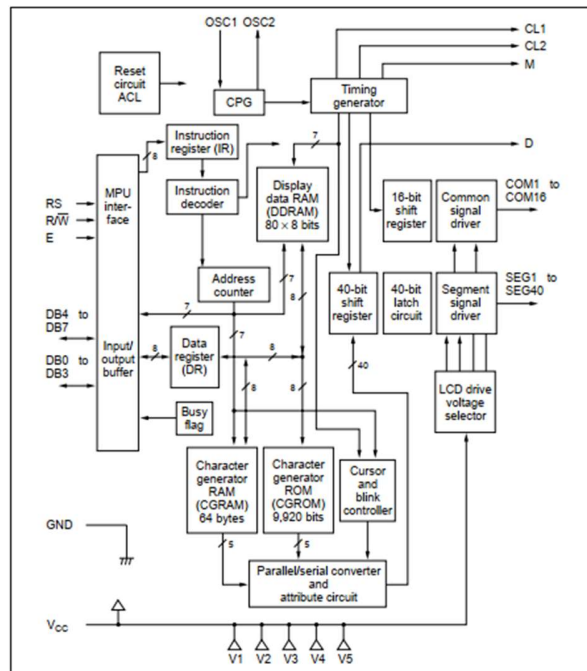 OSC1 OSC2
CL1
CL2
M
Reset
circuit
ACL
CPG
Timing
generator
7
D
8
Instruction
register (IR)
MPU
inter-
face
Instruction
decoder
Display
data RAM
(DDRAM)
80 × 8 bits
16-bit
shift
register
Common
signal
driver
COM1 to
COM16
RS
R/W̅
E
Address
counter
7
8
40-bit
shift
register
40-bit
latch
circuit
Segment
signal
driver
SEG1 to
SEG40
DB4 to
DB7
7
7
Input/
output
buffer
8
Data
register
(DR)
8
40
DB0 to
DB3
8
8
LCD drive
voltage
selector
Busy
flag
Character
generator
RAM
(CGRAM)
64 bytes
Character
generator
ROM
(CGROM)
9,920 bits
Cursor
and
blink
controller
GND
5
5
Parallel/serial converter
and
attribute circuit
VCC
V1 V2 V3 V4 V5